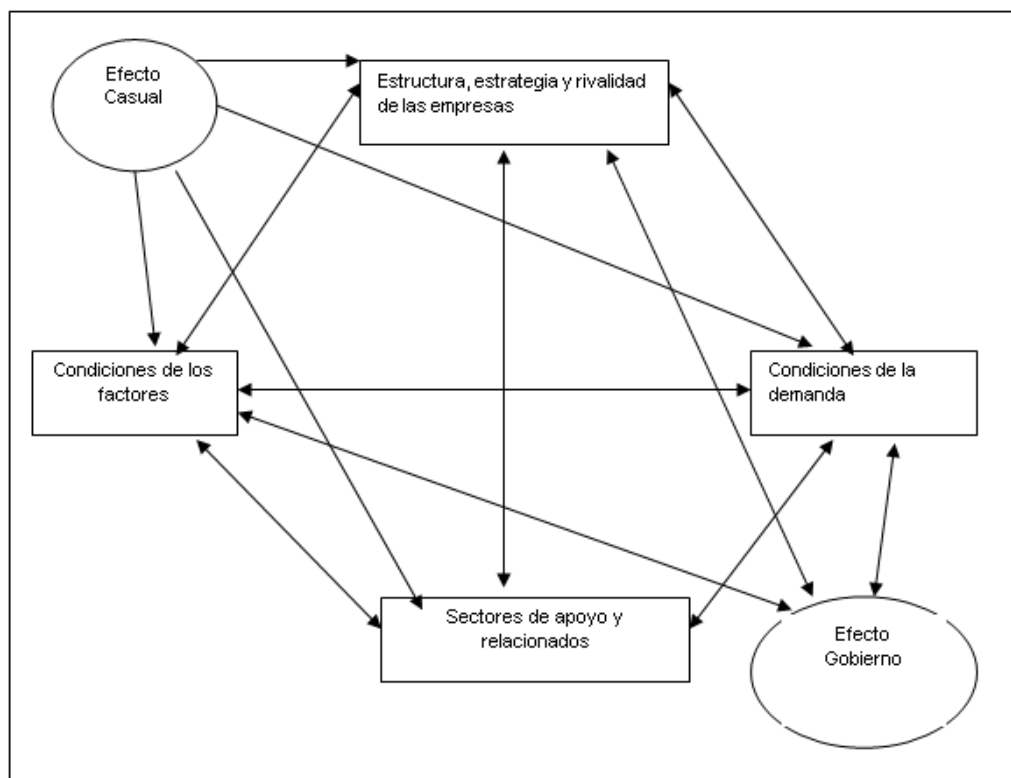 Efecto
Casual
Estructura, estrategia y rivalidad
de las empresas
Condiciones de los
factores
Condiciones de la
demanda
Sectores de apoyo y
relacionados
Efecto
Gobierno